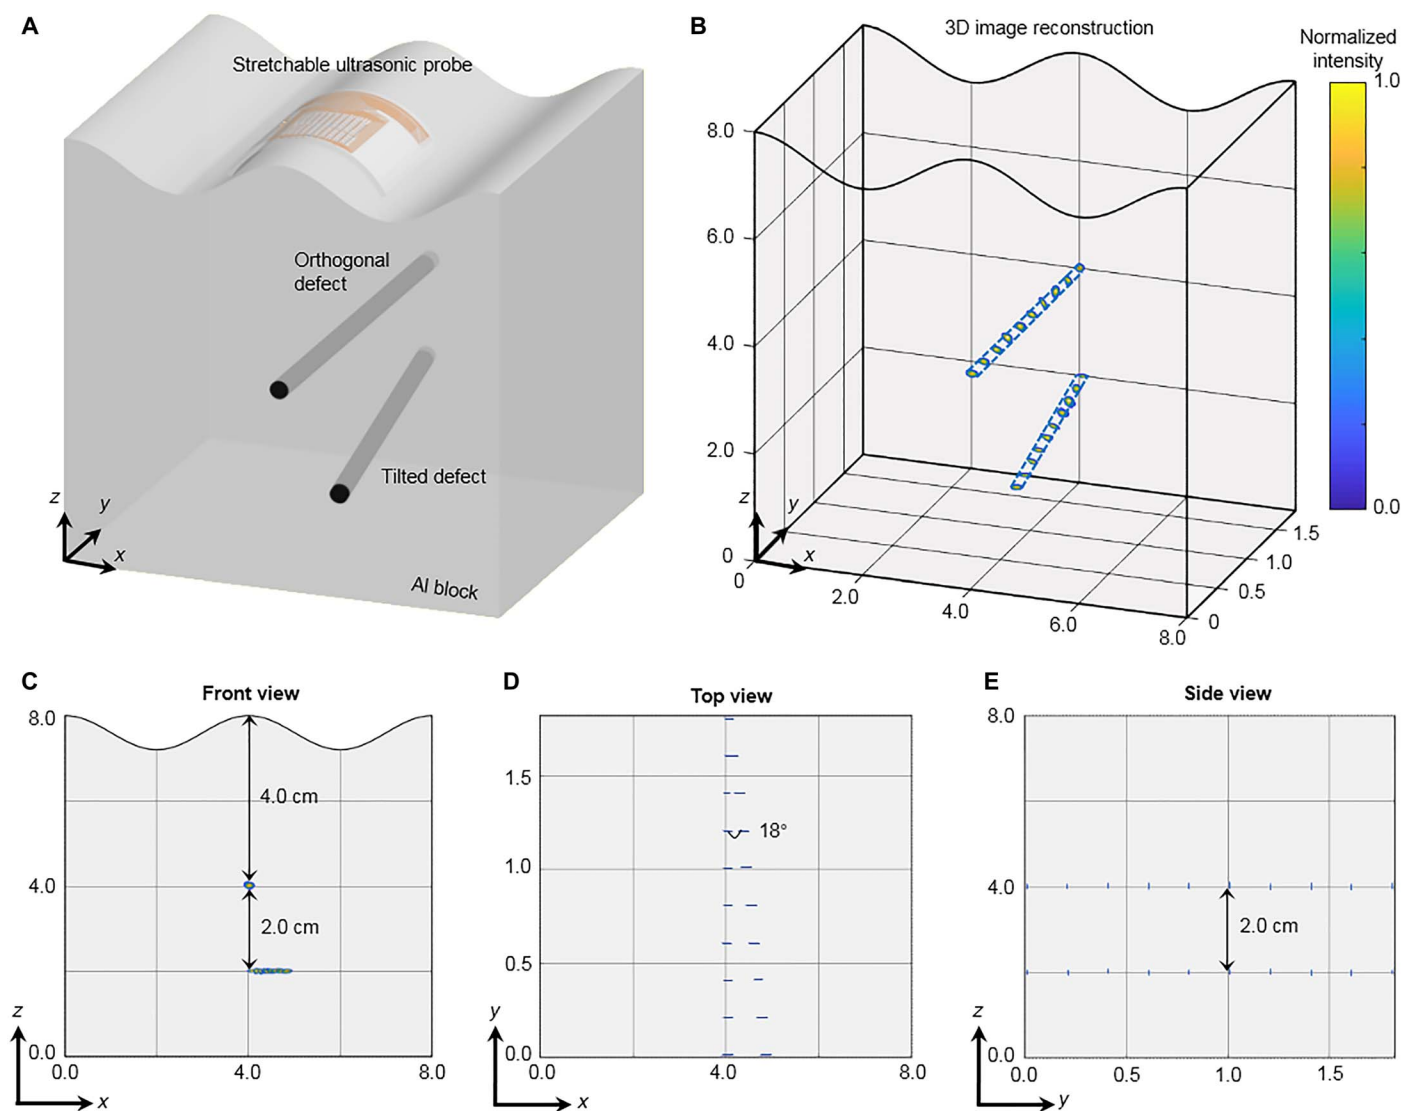 A
Stretchable ultrasonic probe
Orthogonal
defect
Tilted defect
z
y
x
Al block
B
3D image reconstruction
Normalized
intensity
1.0
0.0
8.0
6.0
4.0
2.0
0
z
y
x
0
2.0
4.0
6.0
8.0
0
0.5
1.0
1.5
C
Front view
8.0
4.0 cm
4.0
2.0 cm
z
0.0
0.0
4.0
8.0
x
D
Top view
1.5
18°
1.0
0.5
y
0.0
0.0
4.0
8.0
x
E
Side view
8.0
4.0
2.0 cm
z
0.0
0.0
0.5
1.0
1.5
y